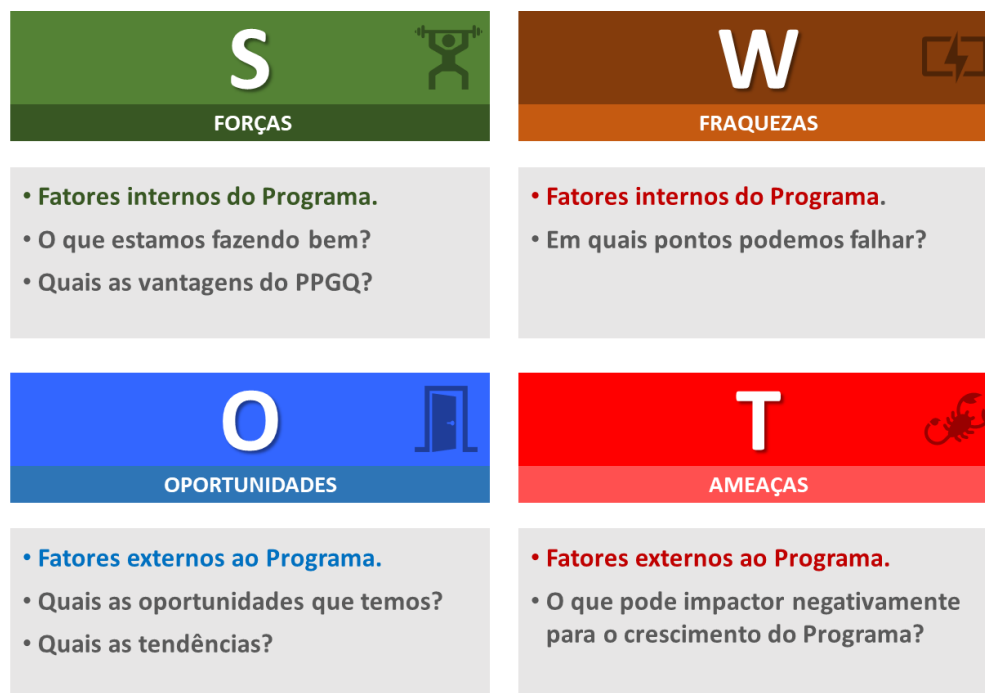 S
FORÇAS
• Fatores internos do Programa.
• O que estamos fazendo bem?
• Quais as vantagens do PPGQ?
W
FRAQUEZAS
• Fatores internos do Programa.
• Em quais pontos podemos falhar?
O
OPORTUNIDADES
• Fatores externos ao Programa.
• Quais as oportunidades que temos?
• Quais as tendências?
T
AMEAÇAS
• Fatores externos ao Programa.
• O que pode impactor negativamente
para o crescimento do Programa?